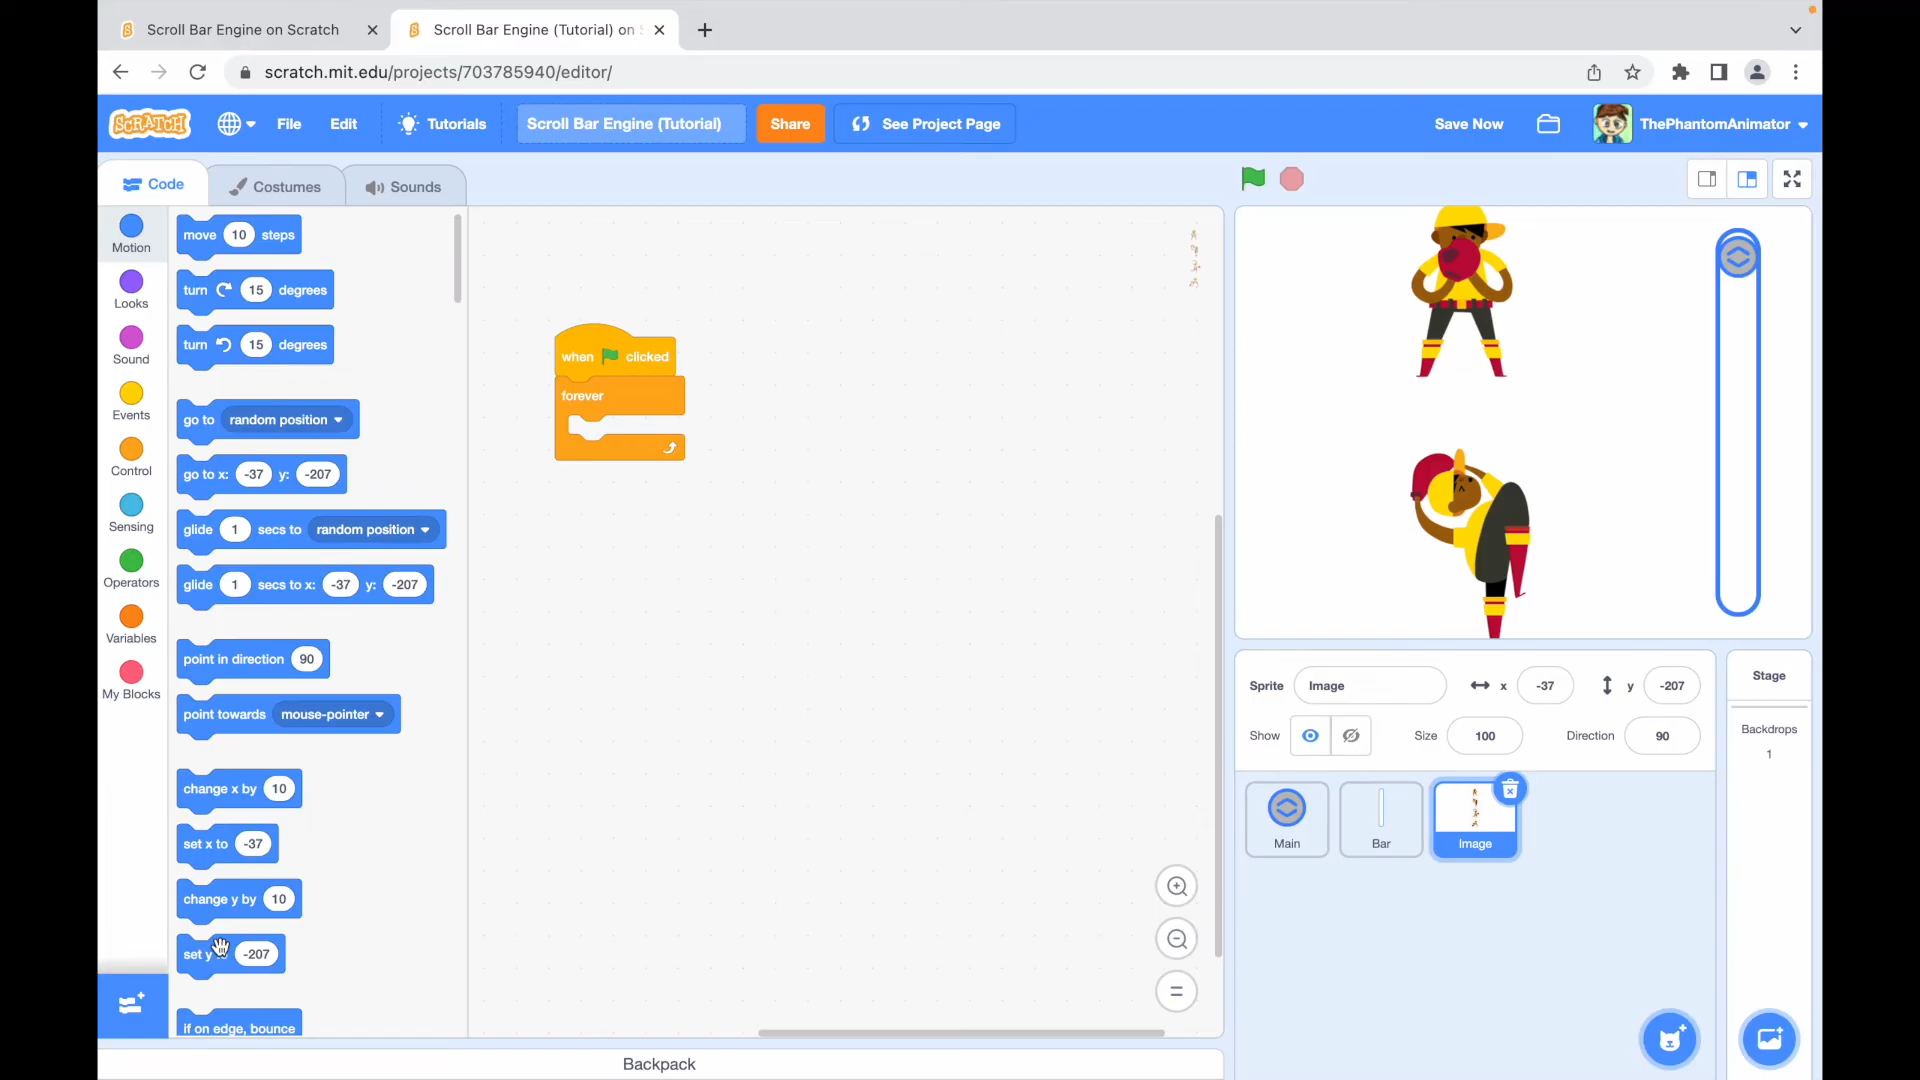 Scroll Bar Engine on Scratch
Scroll Bar Engine (Tutorial) on
scratch.mit.edu/projects/703785940/editor/
SCRATCH
File
Edit
Tutorials
Scroll Bar Engine (Tutorial)
Share
See Project Page
Save Now
ThePhantomAnimator
Code
Costumes
Sounds
Motion
Looks
Sound
Events
Control
Sensing
Operators
Variables
My Blocks
move 10 steps
turn 15 degrees
turn 15 degrees
go to random position
go to x: -37 y: -207
glide 1 secs to random position
glide 1 secs to x: -37 y: -207
point in direction 90
point towards mouse-pointer
change x by 10
set x to -37
change y by 10
set y -207
if on edge, bounce
when clicked
forever
Sprite Image x -37 y -207
Show Size 100 Direction 90
Main
Bar
Image
Stage
Backdrops
1
Backpack